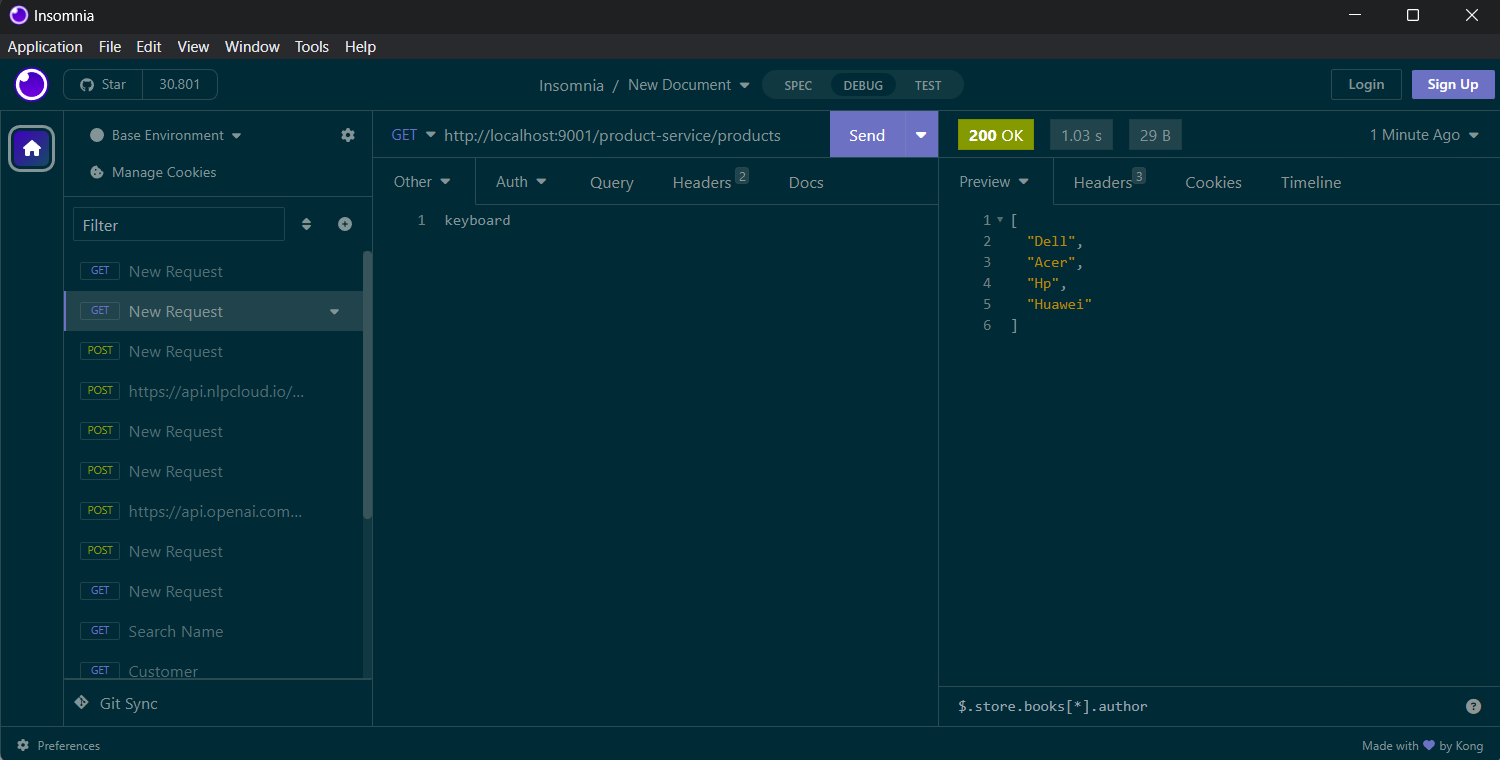 Insomnia
Application File Edit View Window Tools Help
Star 30.801
Insomnia / New Document SPEC DEBUG TEST
Login Sign Up
Base Environment
Manage Cookies
Filter
GET New Request
GET New Request
POST New Request
POST https://api.nlpcloud.io/...
POST New Request
POST New Request
POST https://api.openai.com...
POST New Request
GET New Request
GET Search Name
GET Customer
Git Sync
GET http://localhost:9001/product-service/products Send
Other Auth Query Headers 2 Docs
1 keyboard
200 OK 1.03 s 29 B 1 Minute Ago
Preview Headers 3 Cookies Timeline
1 [
2 "Dell",
3 "Acer",
4 "Hp",
5 "Huawei"
6 ]
$.store.books[*].author ?
Preferences
Made with by Kong